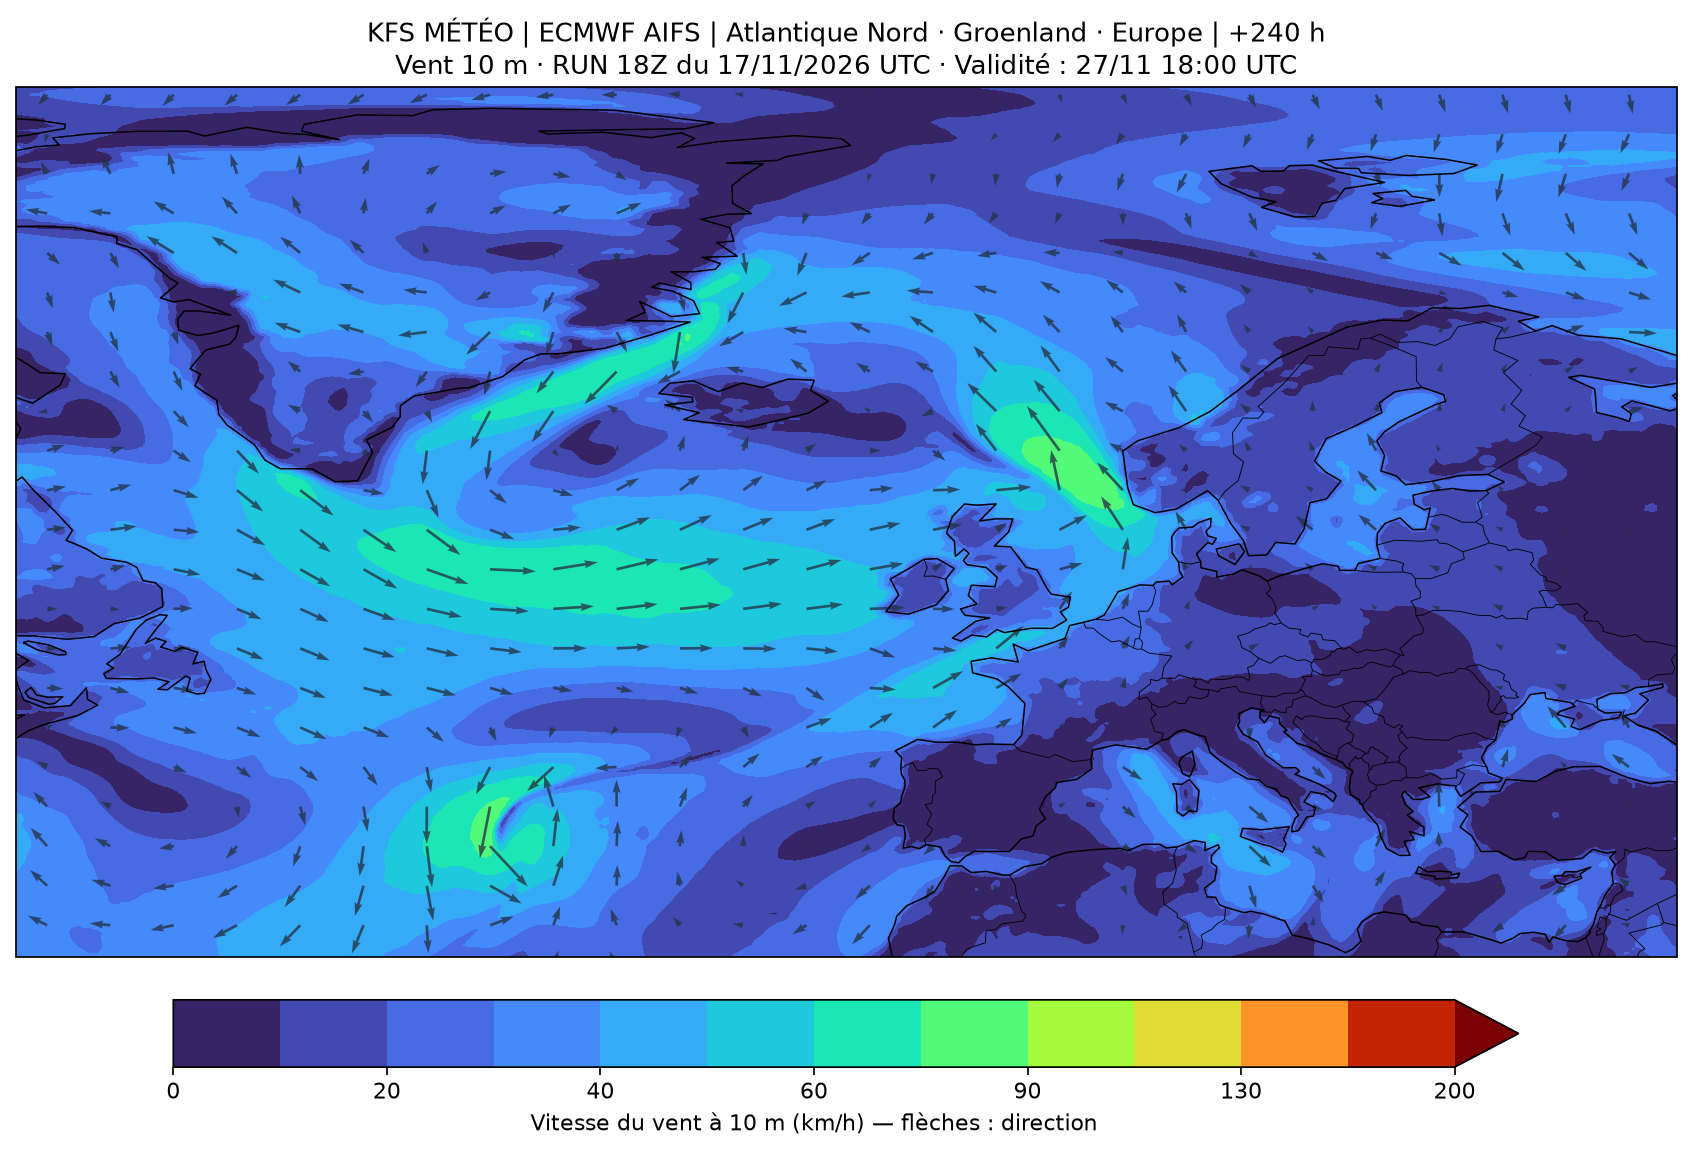 KFS MÉTÉO | ECMWF AIFS | Atlantique Nord · Groenland · Europe | +240 h
Vent 10 m · RUN 18Z du 17/11/2026 UTC · Validité : 27/11 18:00 UTC
0 20 40 60 90 130 200
Vitesse du vent à 10 m (km/h) — flèches : direction